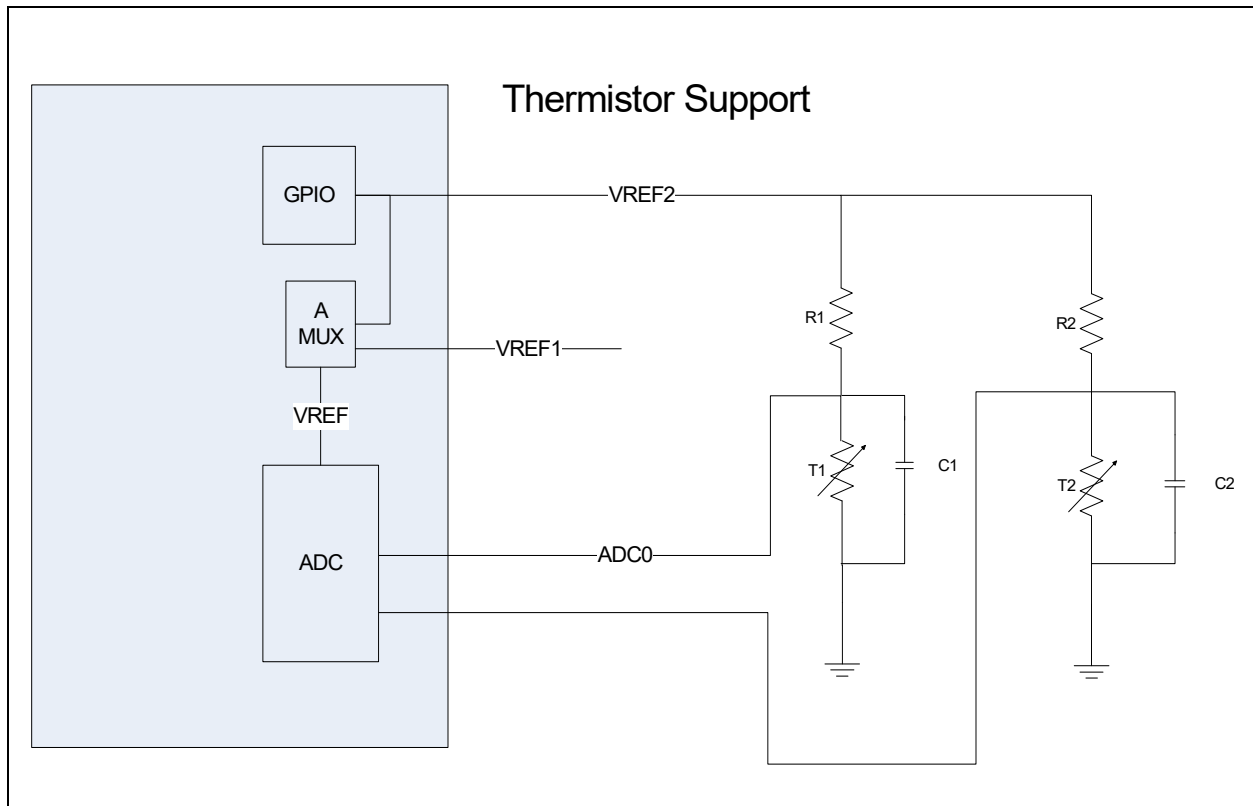 Thermistor Support
GPIO
VREF2
A
MUX
R1
R2
VREF1
VREF
T1
C1
T2
C2
ADC
ADC0